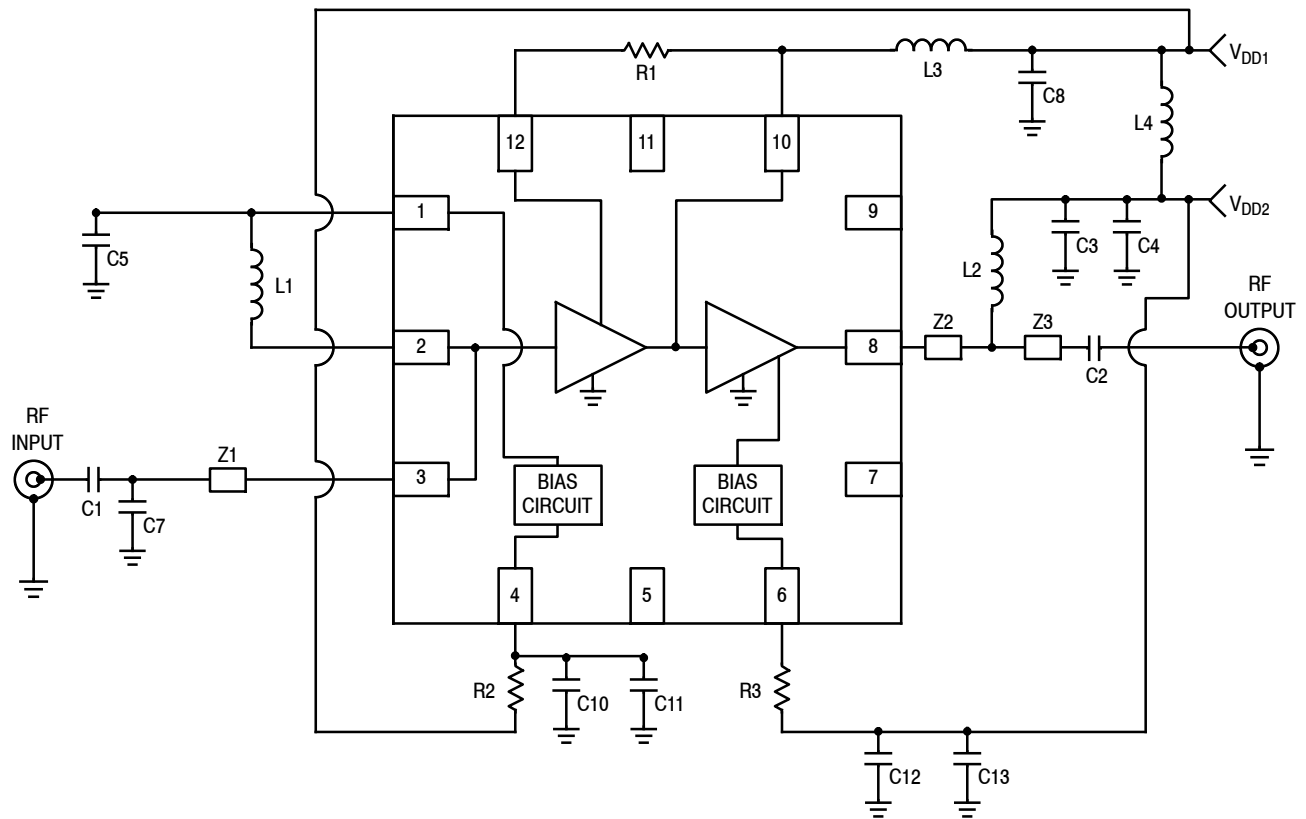 R1
L3
V_DD1
C8
L4
12
11
10
1
9
V_DD2
C5
L1
C3
C4
L2
RF
OUTPUT
2
8
Z2
Z3
C2
RF
INPUT
Z1
3
7
BIAS
CIRCUIT
BIAS
CIRCUIT
C1
C7
4
5
6
R2
C10
C11
R3
C12
C13